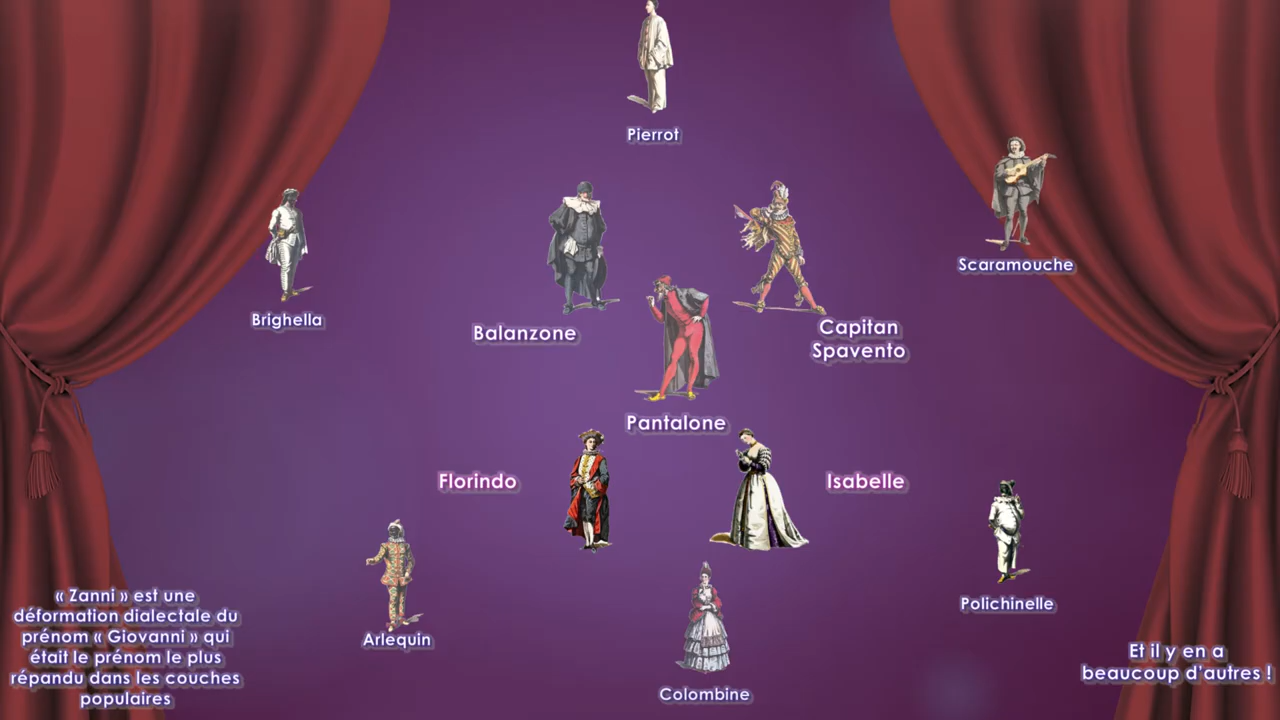 Pierrot
Scaramouche
Brighella
Balanzone
Capitan
Spavento
Pantalone
Florindo
Isabelle
Arlequin
Polichinelle
Colombine
« Zanni » est une
déformation dialectale du
prénom « Giovanni » qui
était le prénom le plus
répandu dans les couches
populaires
Et il y en a
beaucoup d'autres !